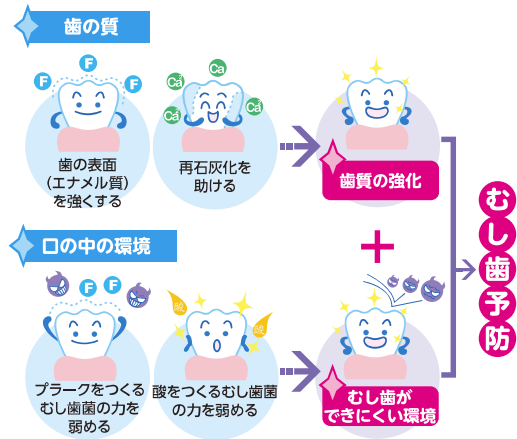 歯の質
F
F
F
Ca
Ca
Ca
Ca
歯の表面
（エナメル質）
を強くする
再石灰化を
助ける
歯質の強化
口の中の環境
F
F
酸
酸
プラークをつくる
むし歯菌の力を
弱める
酸をつくるむし歯菌
の力を弱める
+
むし歯が
できにくい環境
むし歯予防